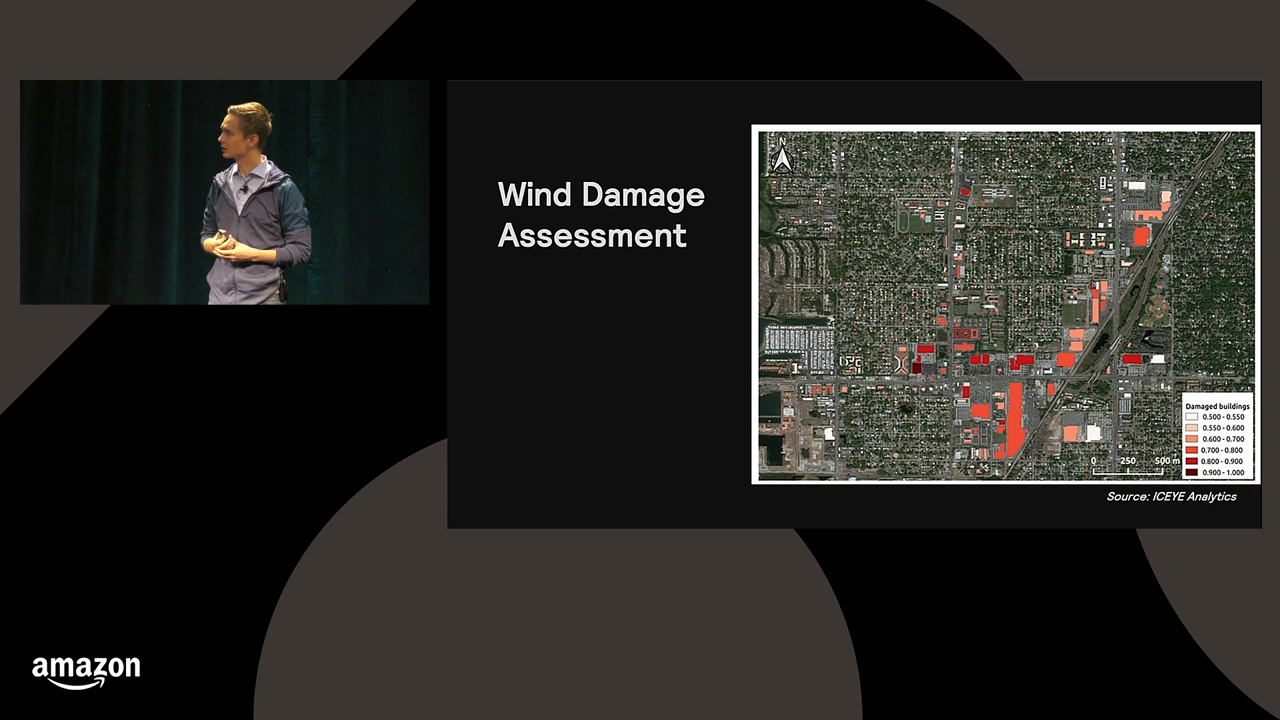 Wind Damage
Assessment
N
Damaged buildings
0.500 - 0.550
0.550 - 0.600
0.600 - 0.700
0.700 - 0.800
0.800 - 0.900
0.900 - 1.000
0 250 500 m
Source: ICEYE Analytics
amazon